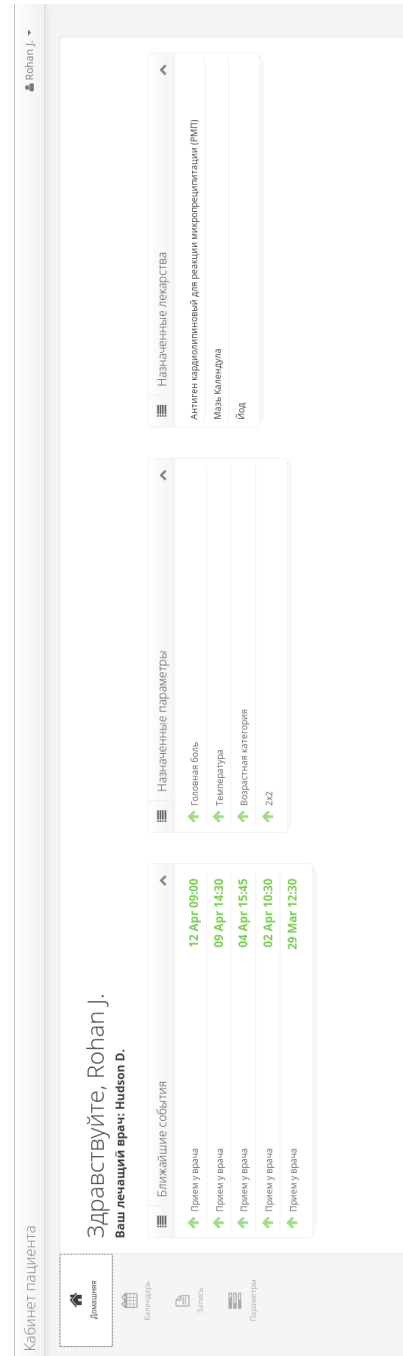 Кабинет пациента
Rohan J.
Домашняя
Календарь
Запись
Параметры
Здравствуйте, Rohan J.
Ваш лечащий врач: Hudson D.
Ближайшие события
Прием у врача 12 Apr 09:00
Прием у врача 09 Apr 14:30
Прием у врача 04 Apr 15:45
Прием у врача 02 Apr 10:30
Прием у врача 29 Mar 12:30
Назначенные параметры
Головная боль
Температура
Возрастная категория
2x2
Назначенные лекарства
Антиген кардиолипиновый для реакции микропреципитации (РМП)
Мазь Календула
Йод